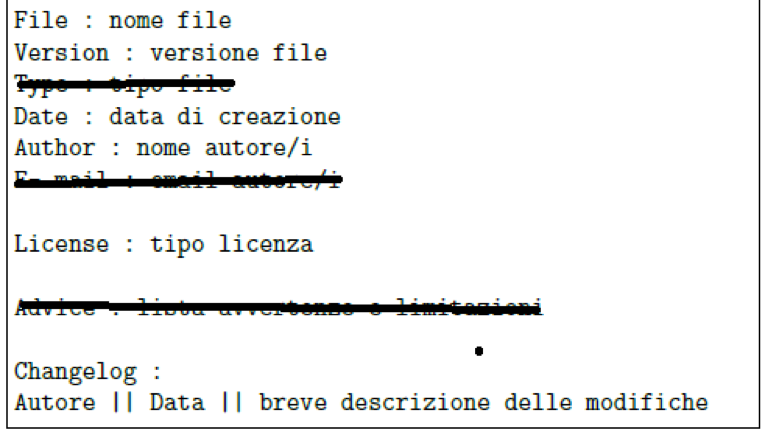 File : nome file
Version : versione file
Type : tipo file
Date : data di creazione
Author : nome autore/i
E- mail : email autore/i
License : tipo licenza
Advice : lista avvertenze e limitazioni
Changelog :
Autore || Data || breve descrizione delle modifiche